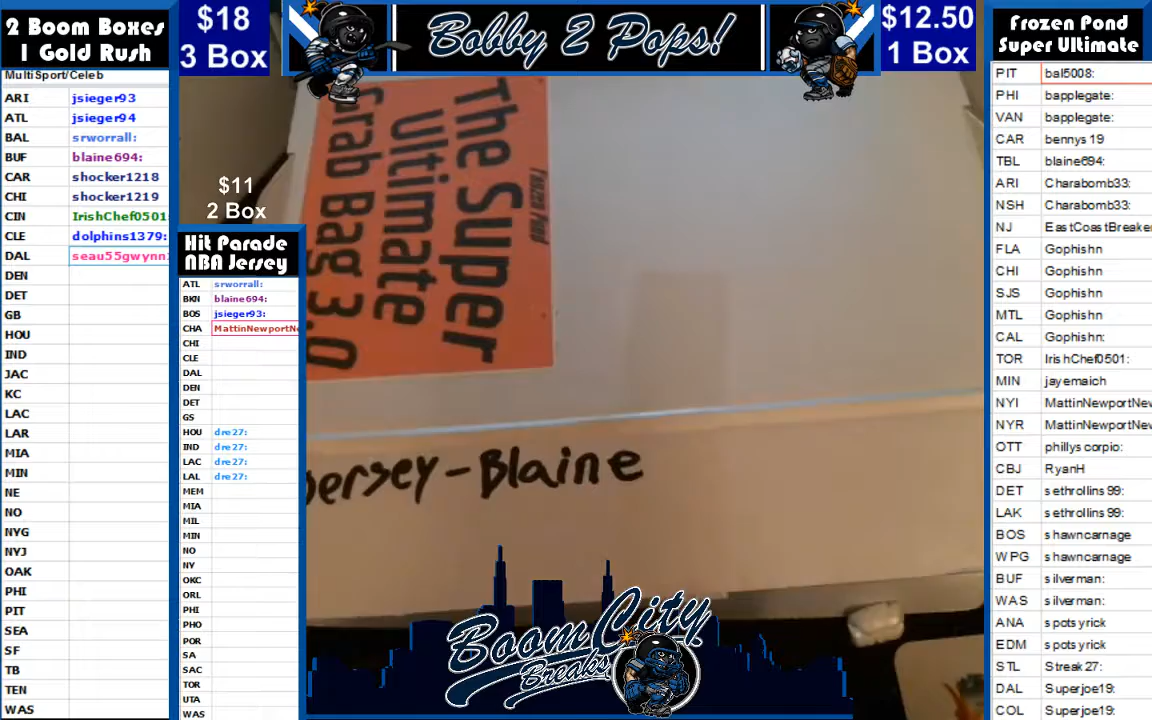 2 Boom Boxes
1 Gold Rush
MultiSport/Celeb
ARI jsieger93
ATL jsieger94
BAL srworrall:
BUF blaine694:
CAR shocker1218
CHI shocker1219
CIN IrishChef0501:
CLE dolphins1379:
DAL seau55gwynn
DEN
DET
GB
HOU
IND
JAC
KC
LAC
LAR
MIA
MIN
NE
NO
NYG
NYJ
OAK
PHI
PIT
SEA
SF
TB
TEN
WAS
$18
3 Box
$11
2 Box
Hit Parade
NBA Jersey
ATL srworrall:
BKN blaine694:
BOS jsieger93:
CHA MattinNewportNe
CHI
CLE
DAL
DEN
DET
GS
HOU dre27:
IND dre27:
LAC dre27:
LAL dre27:
MEM
MIA
MIL
MIN
NO
NY
OKC
ORL
PHI
PHO
POR
SA
SAC
TOR
UTA
WAS
Bobby 2 Pops!
Frozen Pond
The Super
Ultimate
Grab Bag 3.0
Jersey-Blaine
Boom City
Breaks
$12.50
1 Box
Frozen Pond
Super Ultimate
PIT bal5008:
PHI bapplegate:
VAN bapplegate:
CAR bennys19
TBL blaine694:
ARI Charabomb33:
NSH Charabomb33:
NJ EastCoastBreaker
FLA Gophishn
CHI Gophishn
SJS Gophishn
MTL Gophishn
CAL Gophishn:
TOR IrishChef0501:
MIN jayemaich
NYI MattinNewportNew
NYR MattinNewportNew
OTT phillyscorpio:
CBJ RyanH
DET sethrollins99:
LAK sethrollins99:
BOS shawncarnage
WPG shawncarnage
BUF silverman:
WAS silverman:
ANA spotsyrick
EDM spotsyrick
STL Streak27:
DAL Superjoe19:
COL Superjoe19: